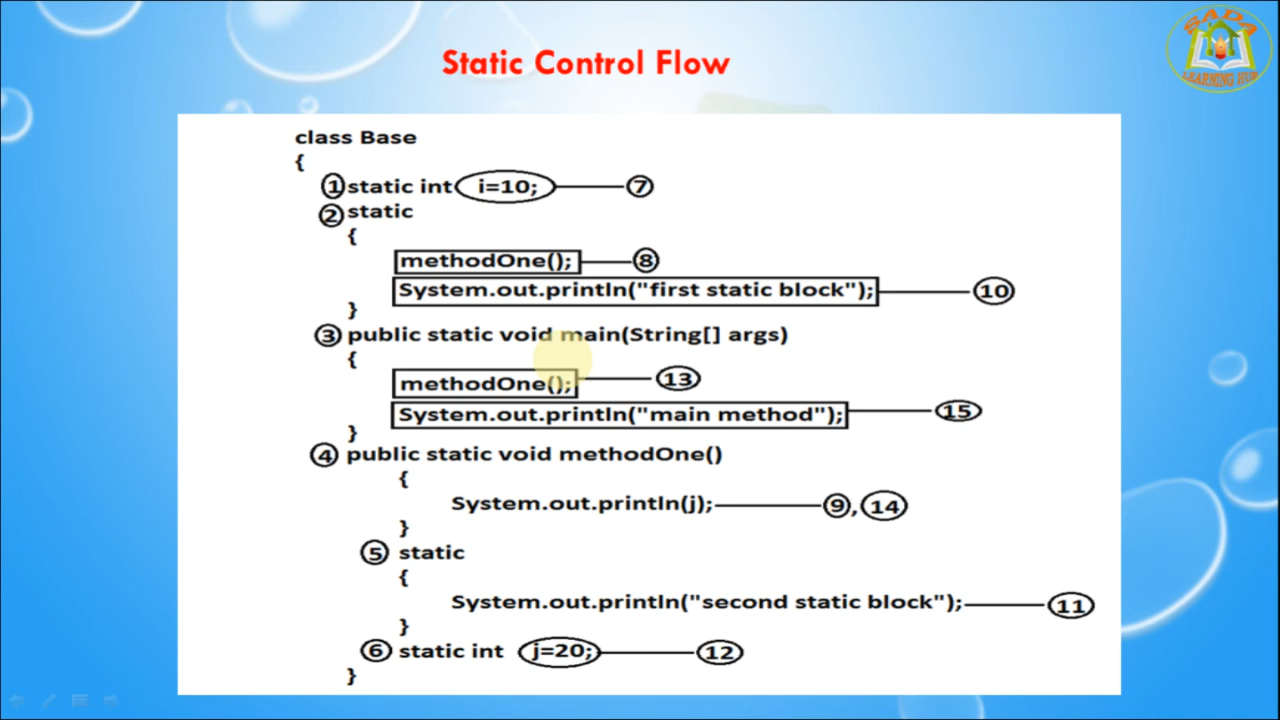 SADA
LEARNING HUB
Static Control Flow
class Base
{
① static int i=10; ⑦
② static
{
methodOne(); ⑧
System.out.println("first static block"); ⑩
}
③ public static void main(String[] args)
{
methodOne(); ⑬
System.out.println("main method"); ⑮
}
④ public static void methodOne()
{
System.out.println(j); ⑨,⑭
}
⑤ static
{
System.out.println("second static block"); ⑪
}
⑥ static int j=20; ⑫
}